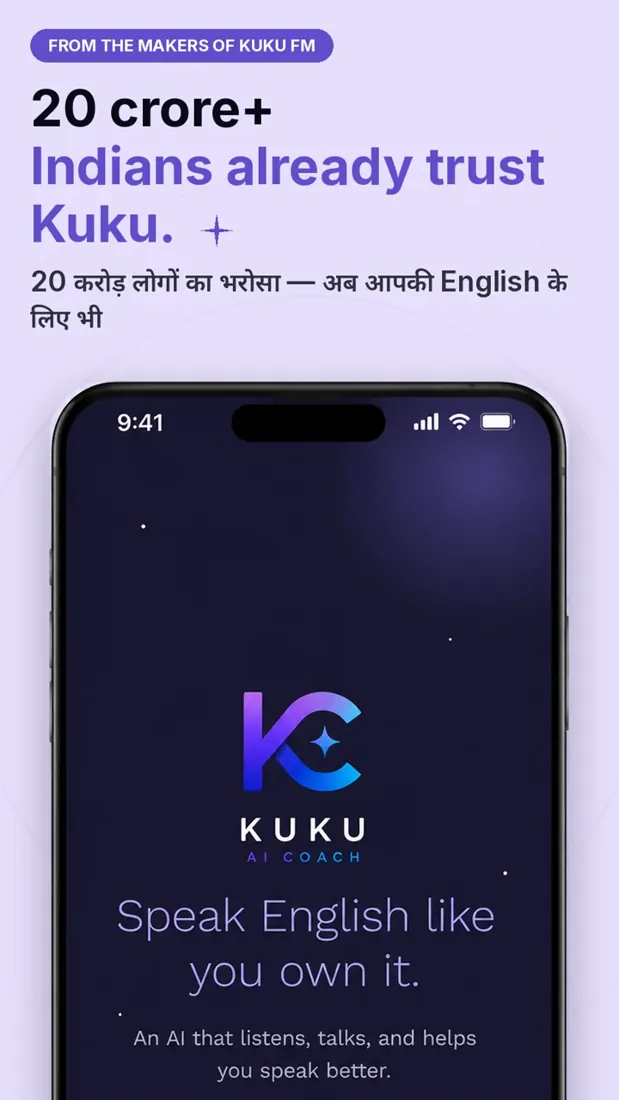 FROM THE MAKERS OF KUKU FM
20 crore+
Indians already trust
Kuku.
20 करोड़ लोगों का भरोसा — अब आपकी English के
लिए भी
9:41
KUKU
AI COACH
Speak English like
you own it.
An AI that listens, talks, and helps
you speak better.